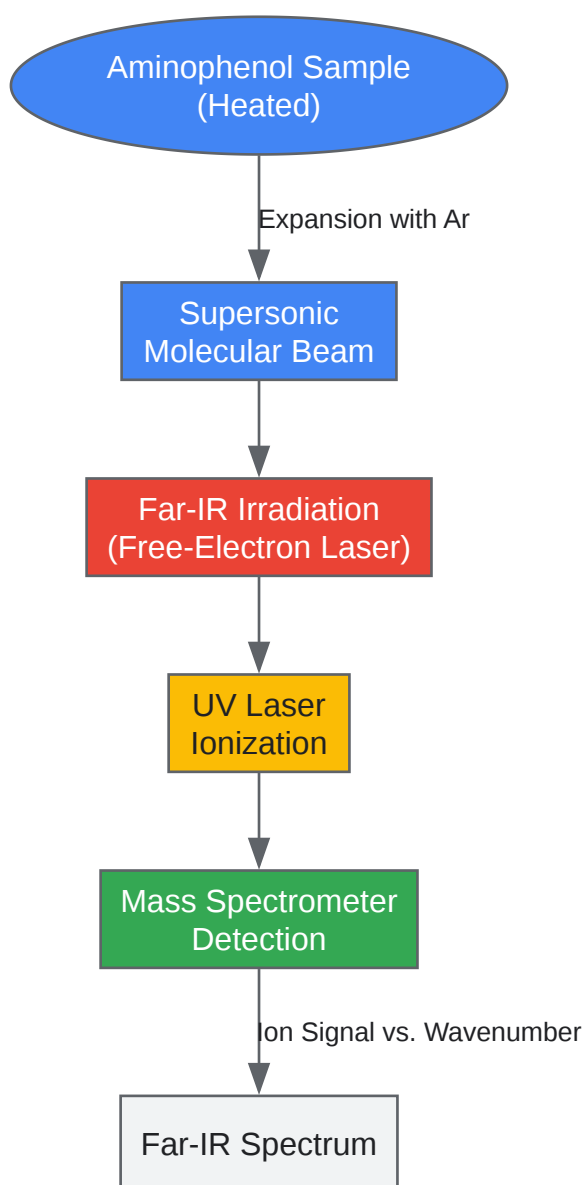 Aminophenol Sample
(Heated)
Expansion with Ar
Supersonic
Molecular Beam
Far-IR Irradiation
(Free-Electron Laser)
UV Laser
Ionization
Mass Spectrometer
Detection
Ion Signal vs. Wavenumber
Far-IR Spectrum